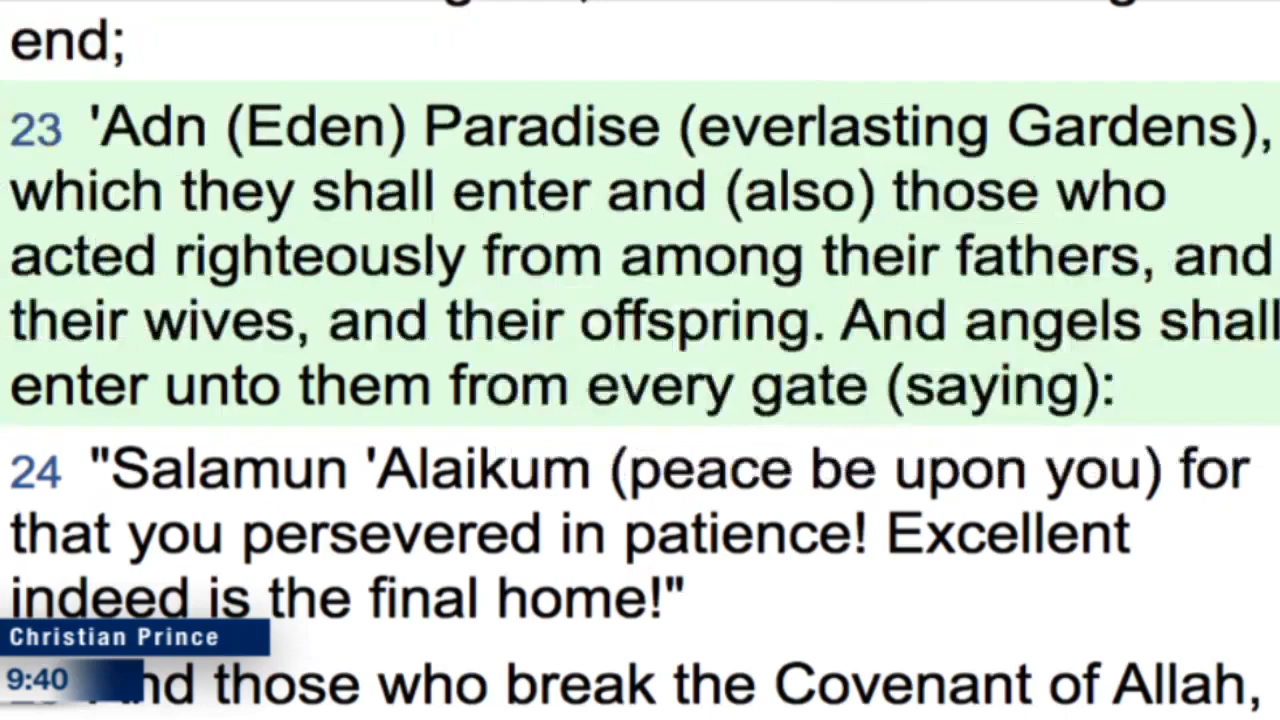 end;
23 'Adn (Eden) Paradise (everlasting Gardens),
which they shall enter and (also) those who
acted righteously from among their fathers, and
their wives, and their offspring. And angels shall
enter unto them from every gate (saying):
24 "Salamun 'Alaikum (peace be upon you) for
that you persevered in patience! Excellent
indeed is the final home!"
Christian Prince
9:40
those who break the Covenant of Allah,